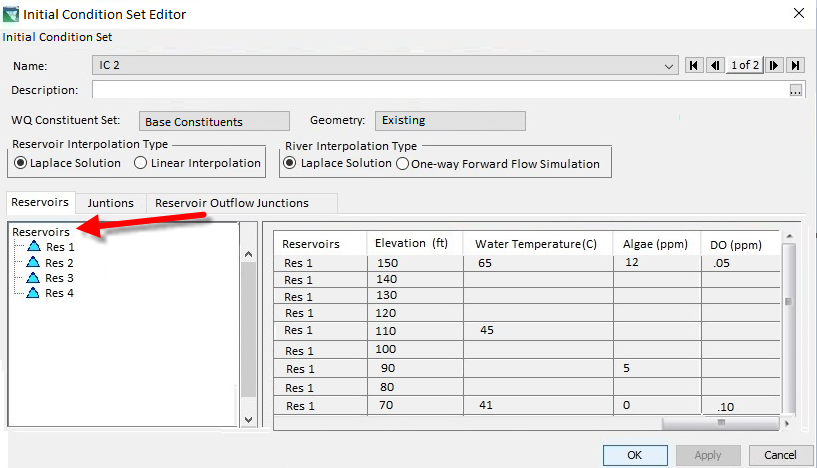 Initial Condition Set Editor
Initial Condition Set
Name: IC 2 1 of 2
Description: ...
WQ Constituent Set: Base Constituents Geometry: Existing
Reservoir Interpolation Type River Interpolation Type
Laplace Solution Linear Interpolation Laplace Solution One-way Forward Flow Simulation
Reservoirs Juntions Reservoir Outflow Junctions
Reservoirs
Res 1
Res 2
Res 3
Res 4
Reservoirs Elevation (ft) Water Temperature(C) Algae (ppm) DO (ppm)
Res 1 150 65 12 .05
Res 1 140
Res 1 130
Res 1 120
Res 1 110 45
Res 1 100
Res 1 90 5
Res 1 80
Res 1 70 41 0 .10
OK Apply Cancel